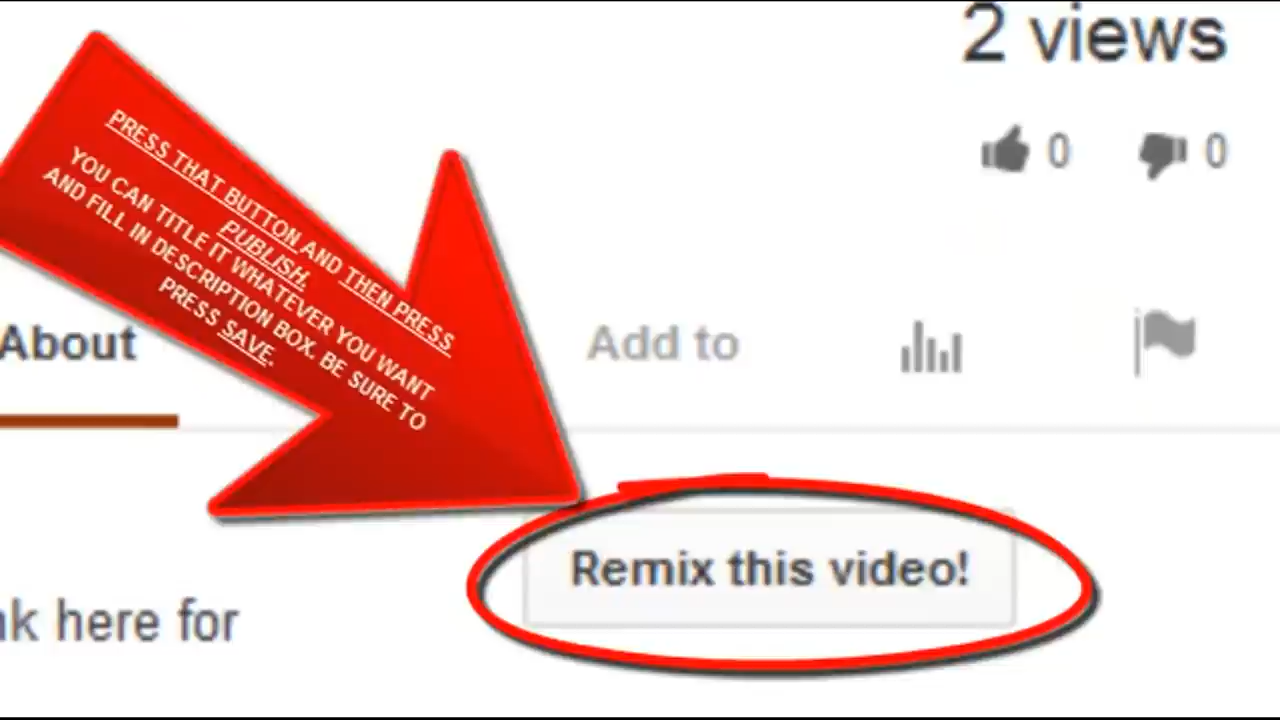 2 views
0 0
PRESS THAT BUTTON AND THEN PRESS
PUBLISH.
YOU CAN TITLE IT WHATEVER YOU WANT
AND FILL IN DESCRIPTION BOX. BE SURE TO
PRESS SAVE.
About
Add to
Remix this video!
here for